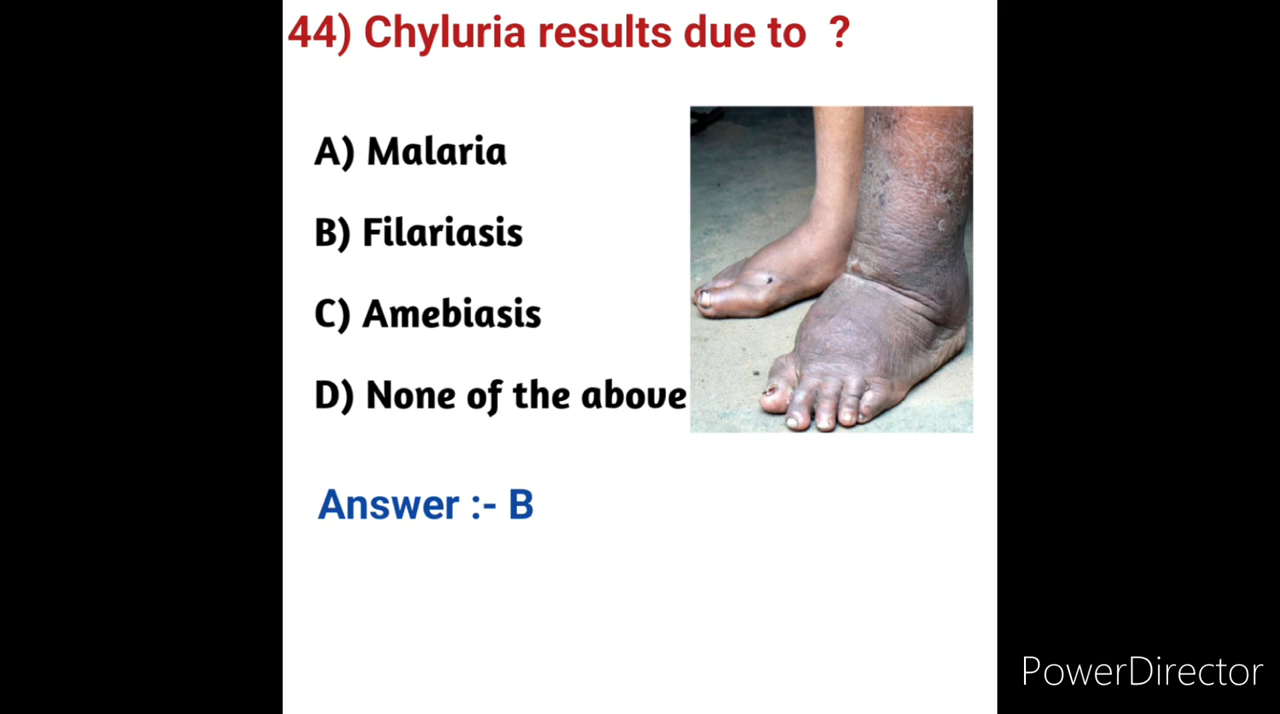 44) Chyluria results due to ?
A) Malaria
B) Filariasis
C) Amebiasis
D) None of the above
Answer :- B
PowerDirector